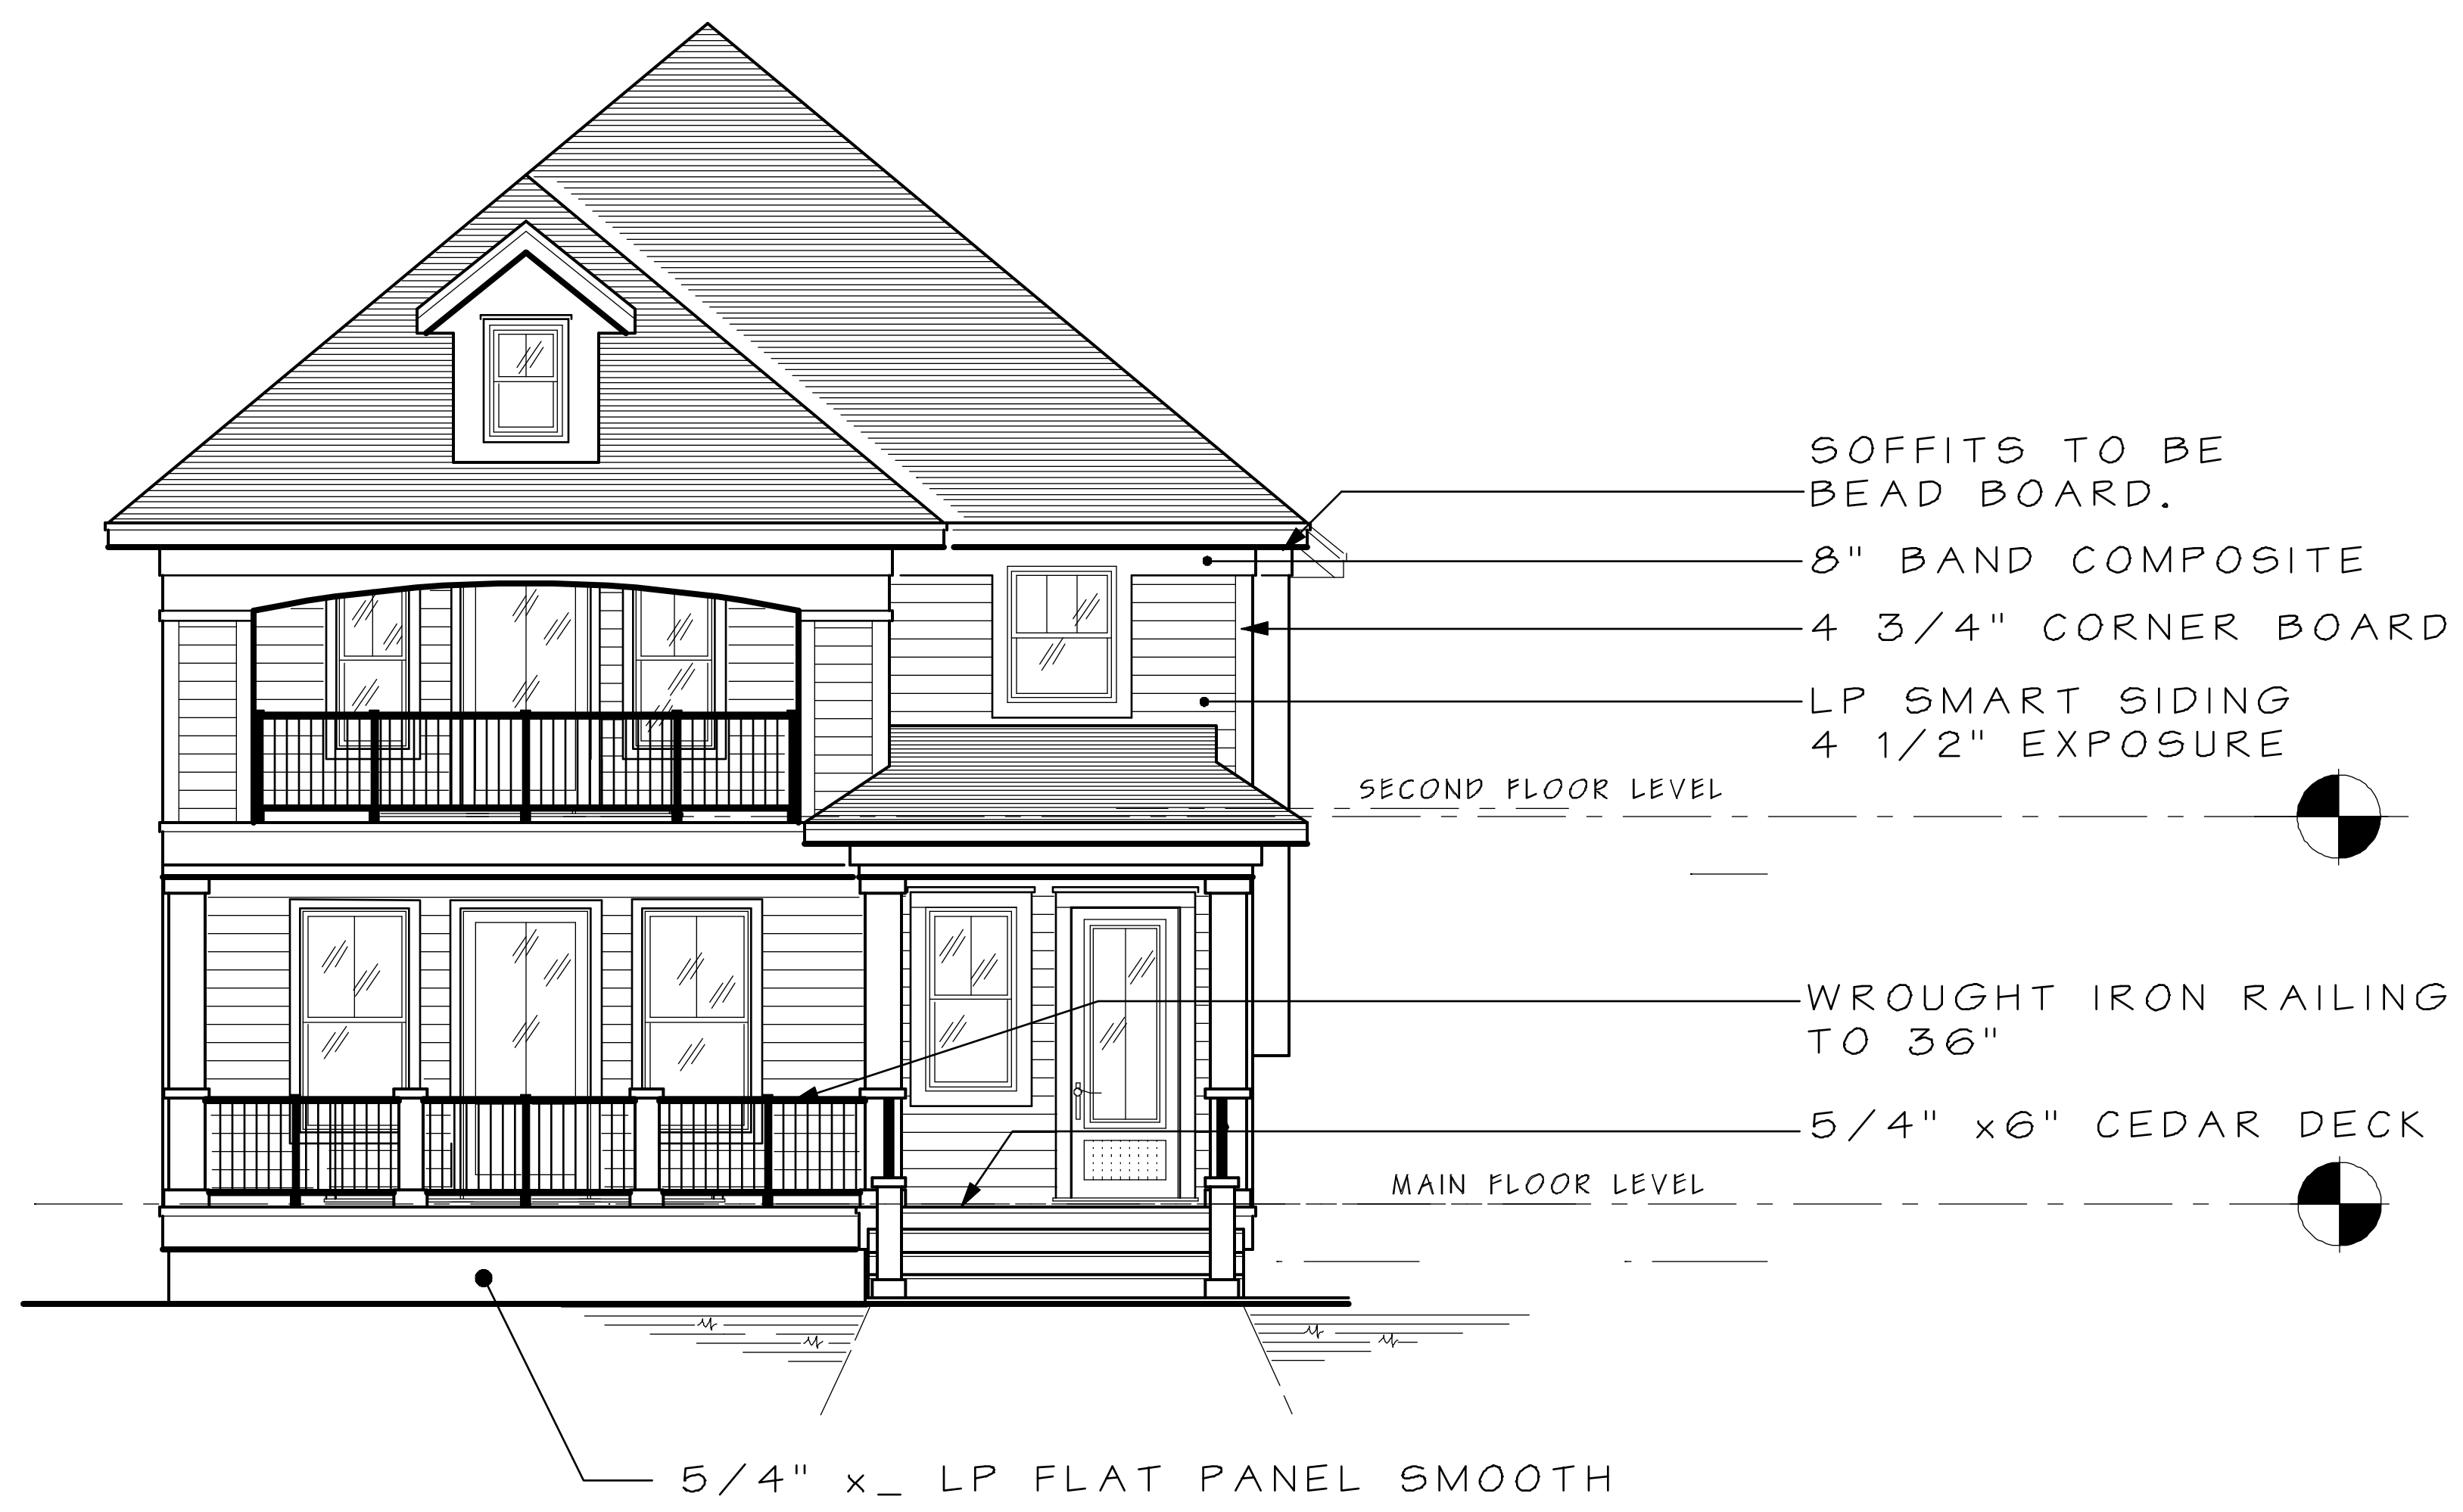 SOFFITS TO BE
BEAD BOARD.
8" BAND COMPOSITE
4 3/4" CORNER BOARD
LP SMART SIDING
4 1/2" EXPOSURE
SECOND FLOOR LEVEL
WROUGHT IRON RAILING
TO 36"
5/4" x6" CEDAR DECK
MAIN FLOOR LEVEL
5/4" x_ LP FLAT PANEL SMOOTH